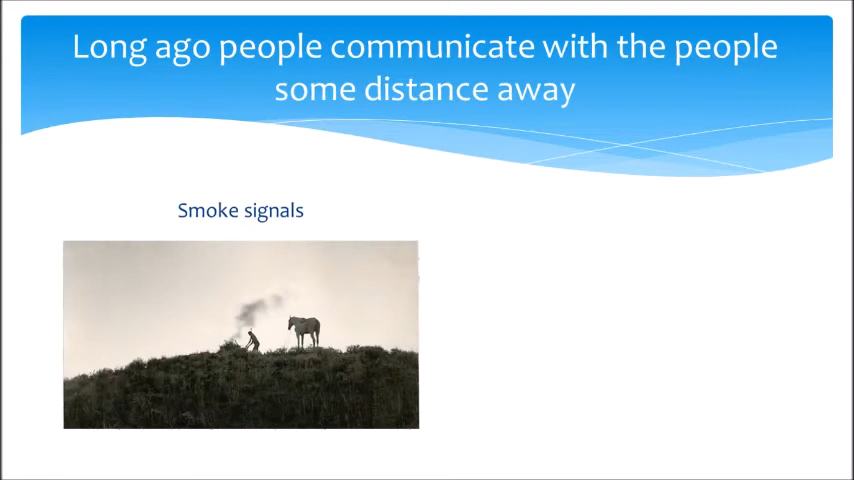 Long ago people communicate with the people
some distance away
Smoke signals